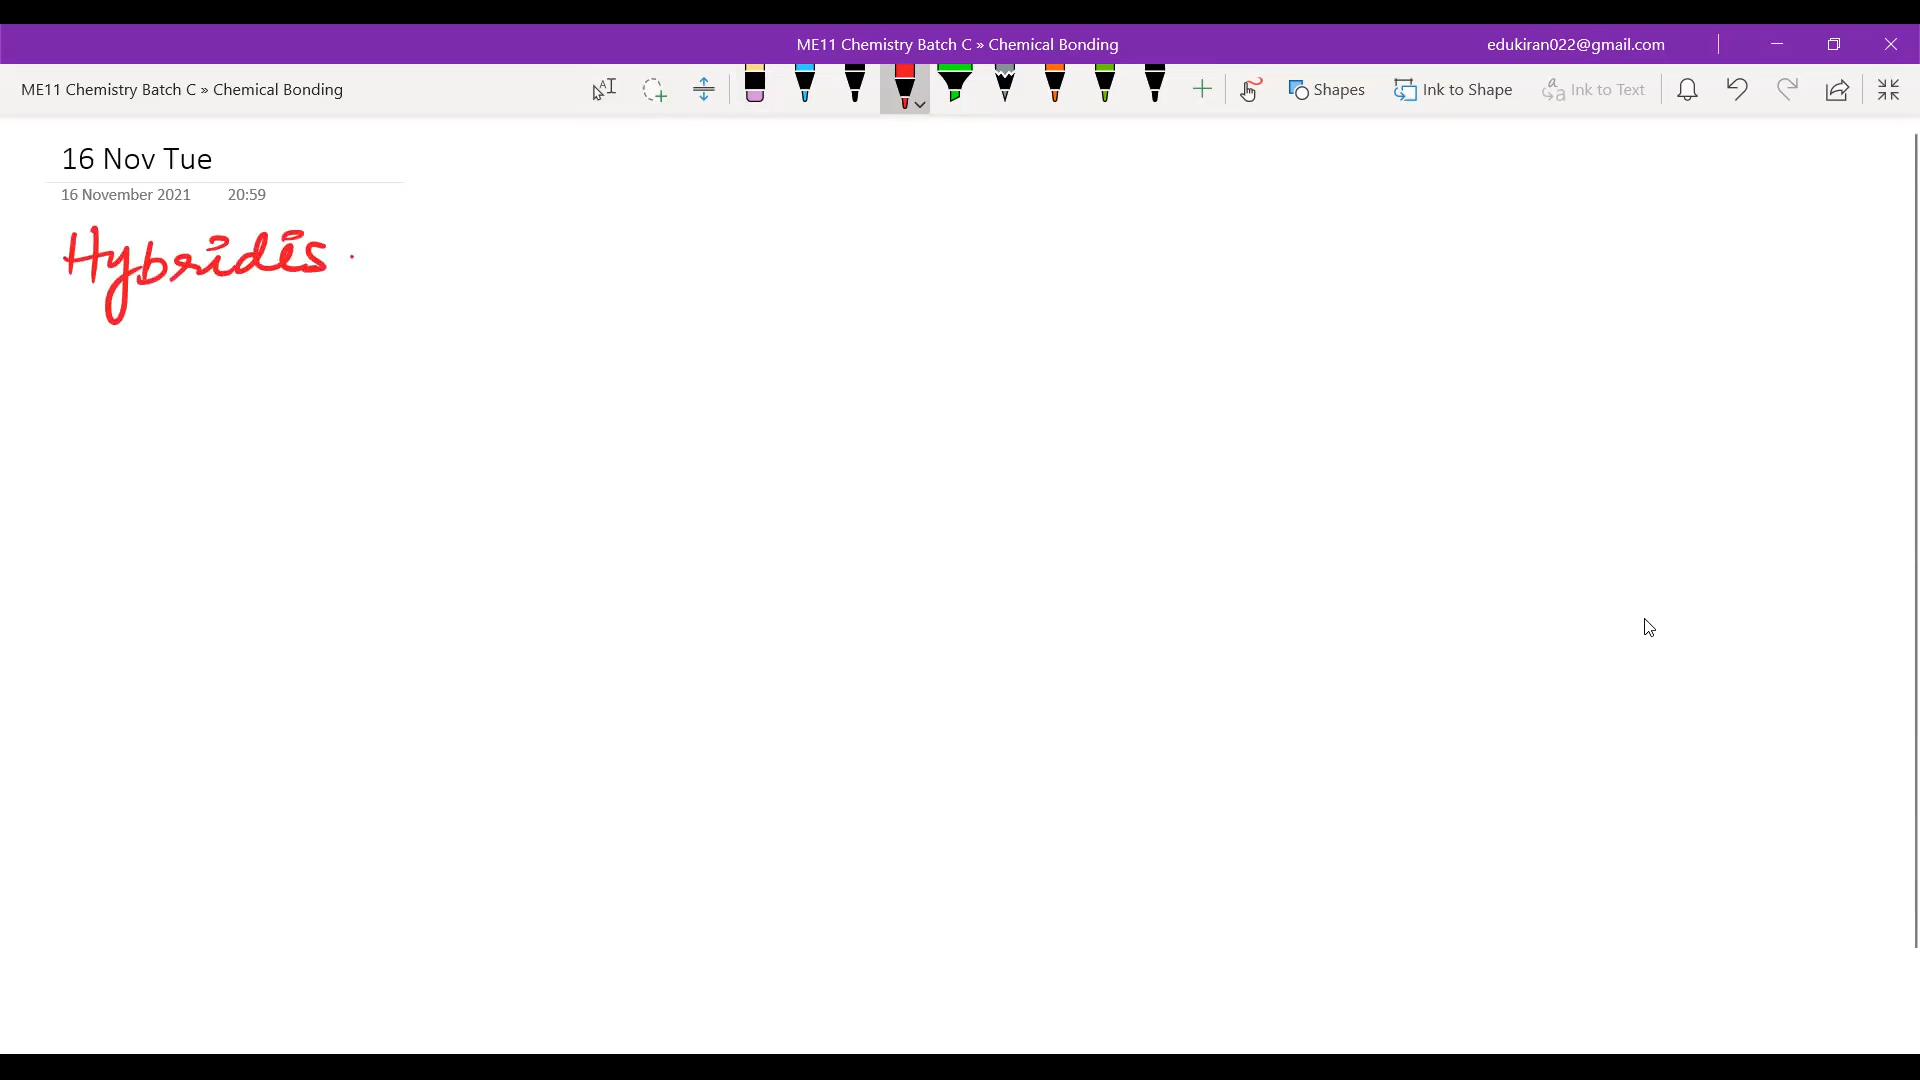 ME11 Chemistry Batch C » Chemical Bonding
edukiran022@gmail.com
ME11 Chemistry Batch C » Chemical Bonding
Shapes
Ink to Shape
Ink to Text
16 Nov Tue
16 November 2021 20:59
Hybridis